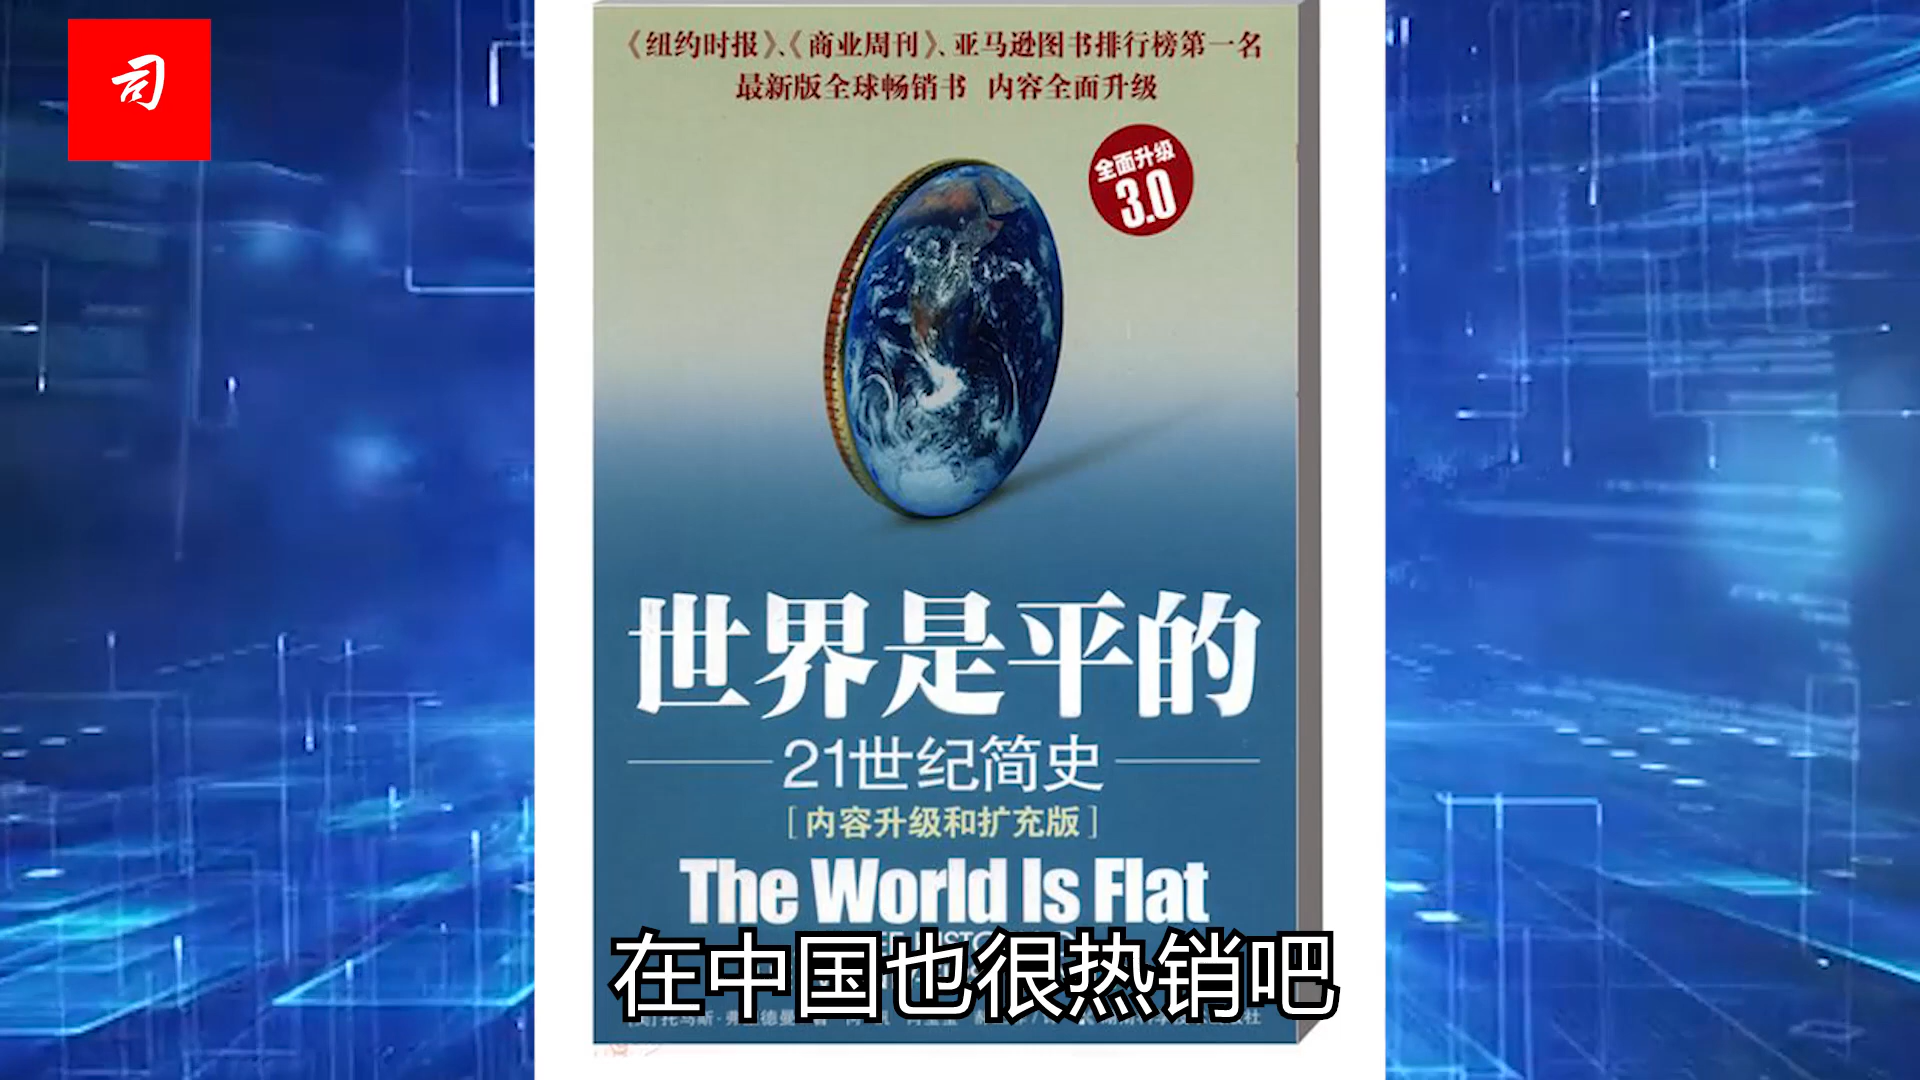 司
《纽约时报》、《商业周刊》、亚马逊图书排行榜第一名
最新版全球畅销书 内容全面升级
全面升级
3.0
世界是平的
21世纪简史
[内容升级和扩充版]
The World Is Flat
在中国也很热销吧